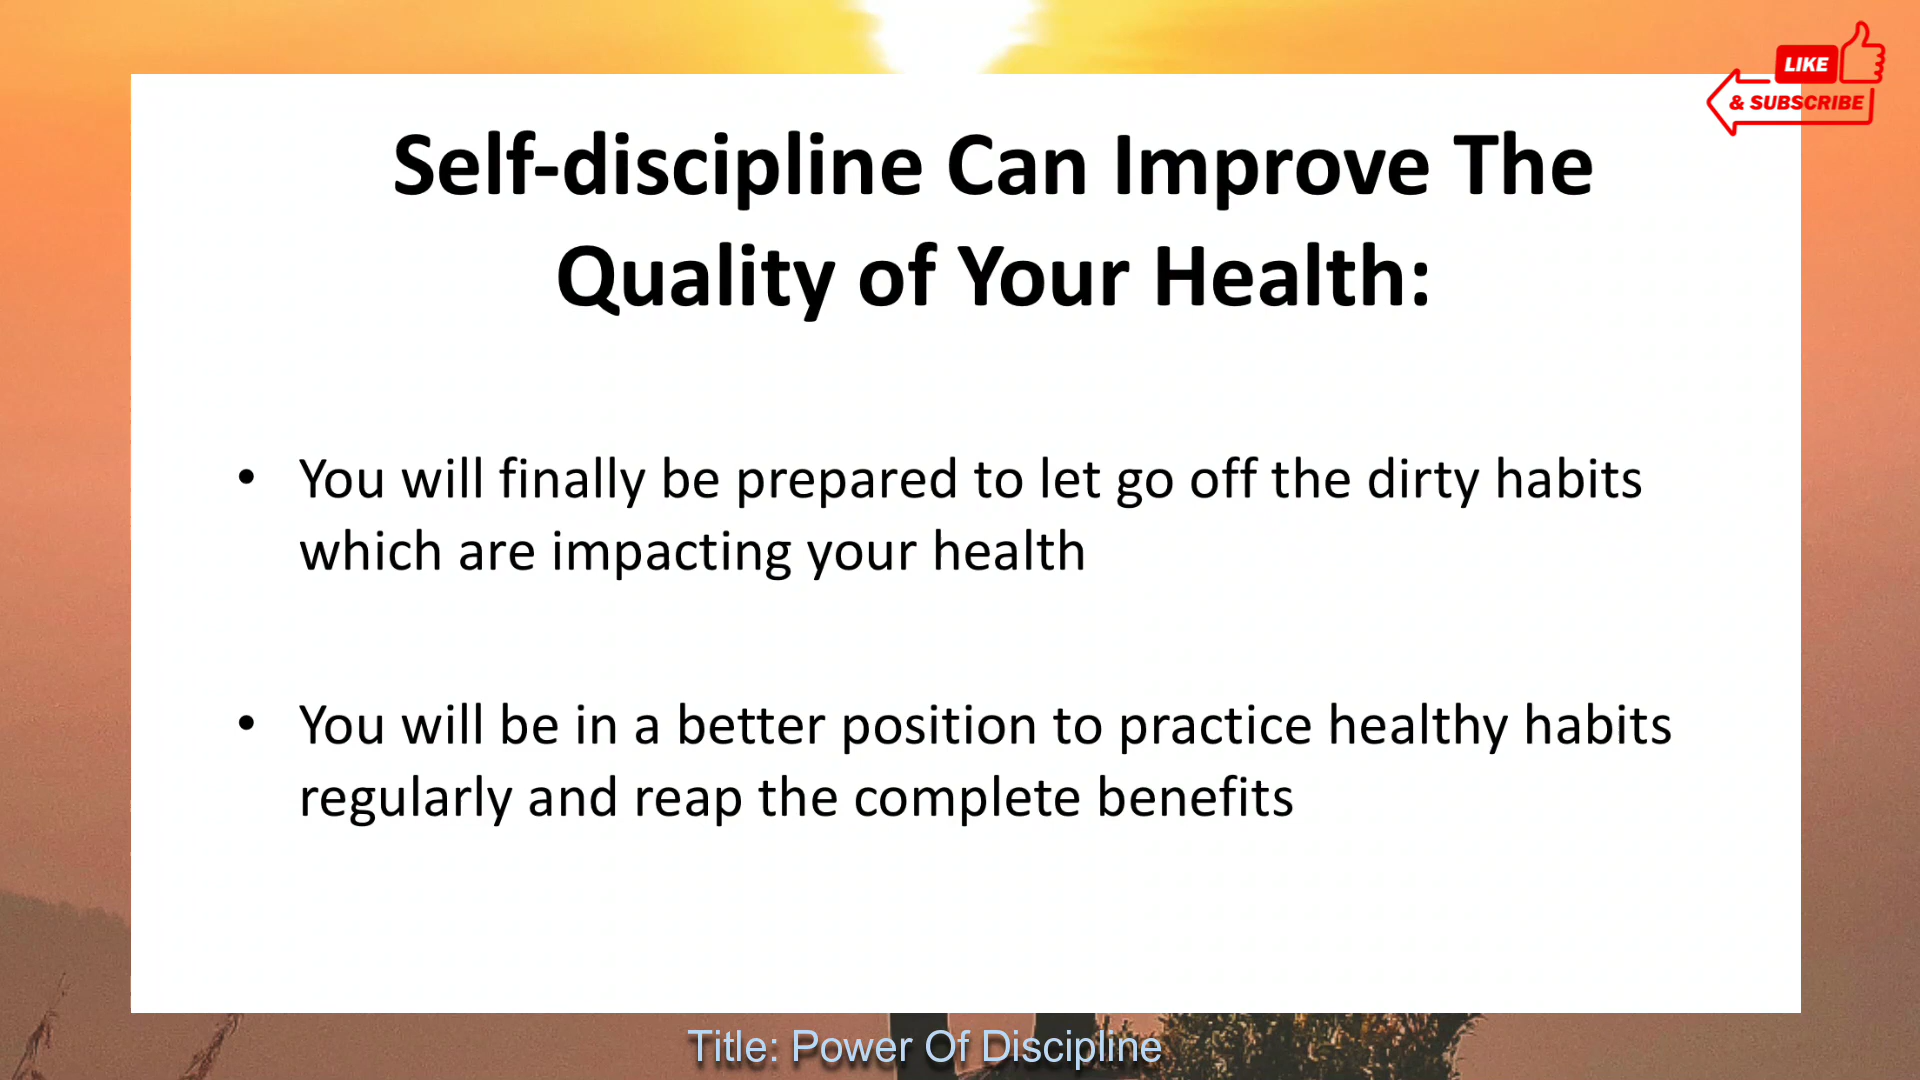 LIKE
& SUBSCRIBE
Self-discipline Can Improve The
Quality of Your Health:
• You will finally be prepared to let go off the dirty habits
which are impacting your health
• You will be in a better position to practice healthy habits
regularly and reap the complete benefits
Title: Power Of Discipline